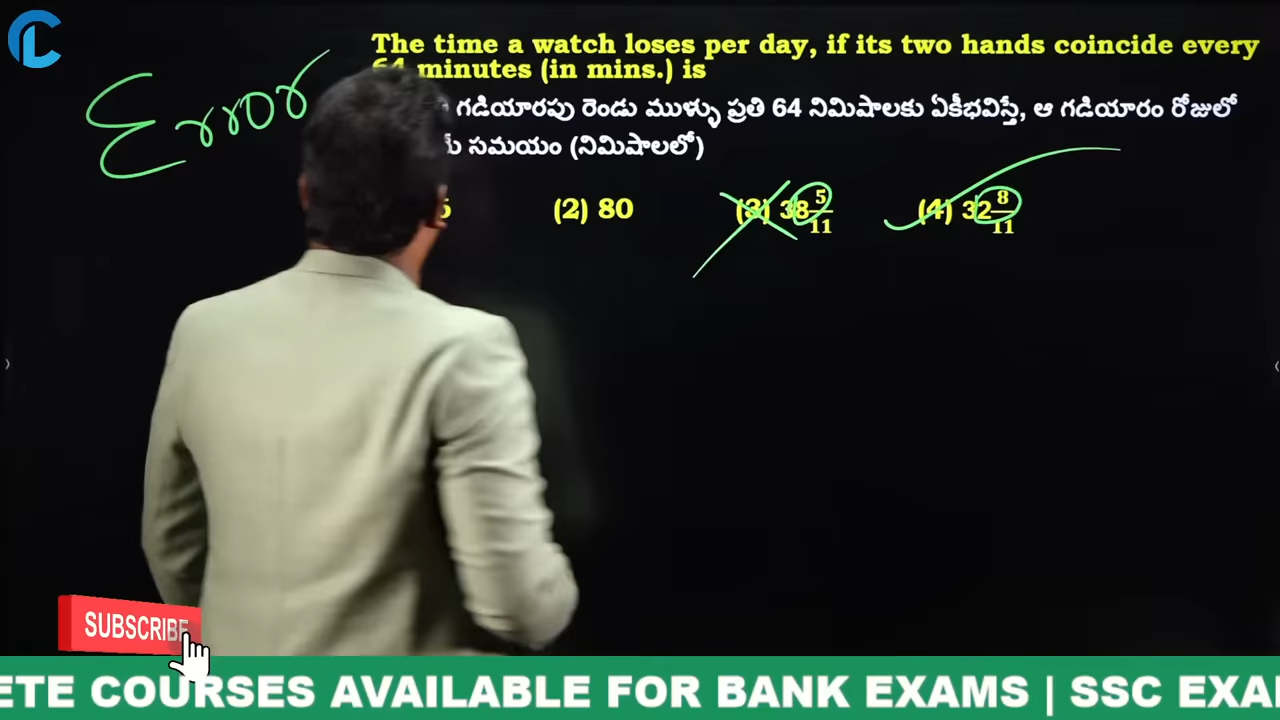 The time a watch loses per day, if its two hands coincide every
64 minutes (in mins.) is
గడియారపు రెండు ముళ్ళు ప్రతి 64 నిమిషాలకు ఏకీభవిస్తే, ఆ గడియారం రోజులో
సమయం (నిమిషాలలో)
(2) 80 (3) 38 5/11 (4) 32 8/11
Error
SUBSCRIBE
COURSES AVAILABLE FOR BANK EXAMS | SSC